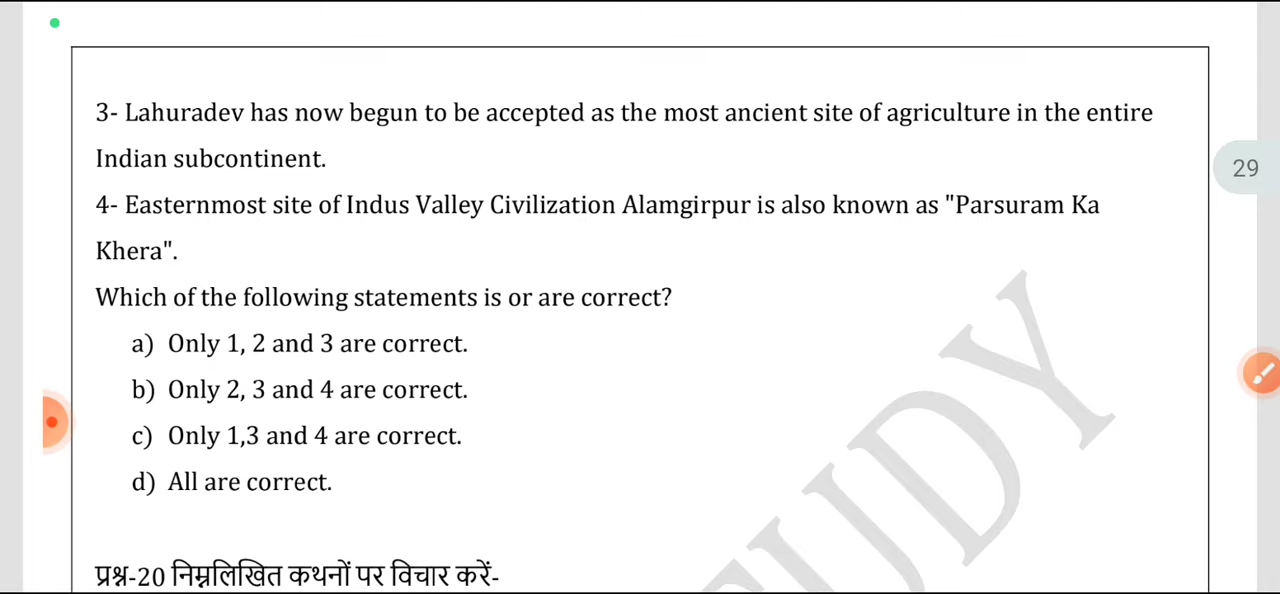 3- Lahuradev has now begun to be accepted as the most ancient site of agriculture in the entire
Indian subcontinent.
4- Easternmost site of Indus Valley Civilization Alamgirpur is also known as "Parsuram Ka
Khera".
Which of the following statements is or are correct?
a) Only 1, 2 and 3 are correct.
b) Only 2, 3 and 4 are correct.
c) Only 1,3 and 4 are correct.
d) All are correct.
प्रश्न-20 निम्नलिखित कथनों पर विचार करें-
29
UDY